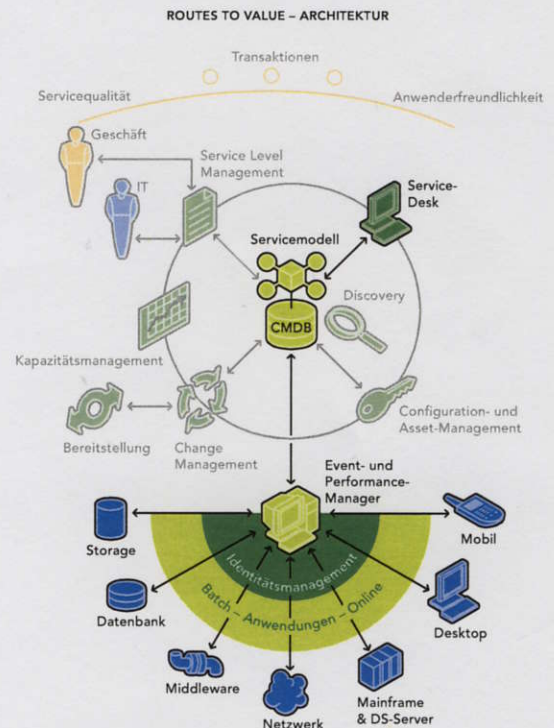 ROUTES TO VALUE – ARCHITEKTUR
Transaktionen
Servicequalität
Anwenderfreundlichkeit
Geschäft
Service Level
Management
IT
Service-
Desk
Servicemodell
Discovery
CMDB
Kapazitätsmanagement
Bereitstellung
Change
Management
Configuration- und
Asset-Management
Event- und
Performance-
Manager
Storage
Mobil
Identitätsmanagement
Batch – Anwendungen – Online
Datenbank
Desktop
Middleware
Netzwerk
Mainframe
& DS-Server